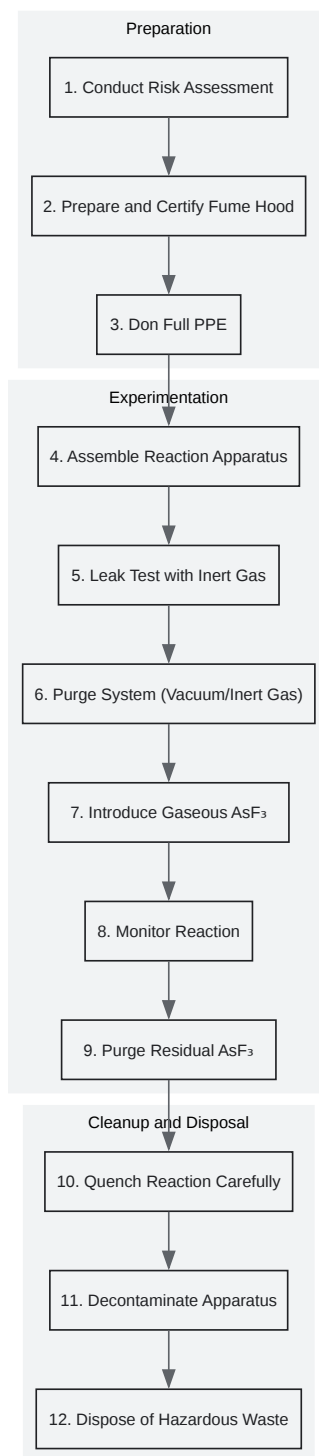 Preparation
1. Conduct Risk Assessment
2. Prepare and Certify Fume Hood
3. Don Full PPE
Experimentation
4. Assemble Reaction Apparatus
5. Leak Test with Inert Gas
6. Purge System (Vacuum/Inert Gas)
7. Introduce Gaseous AsF₃
8. Monitor Reaction
9. Purge Residual AsF₃
Cleanup and Disposal
10. Quench Reaction Carefully
11. Decontaminate Apparatus
12. Dispose of Hazardous Waste